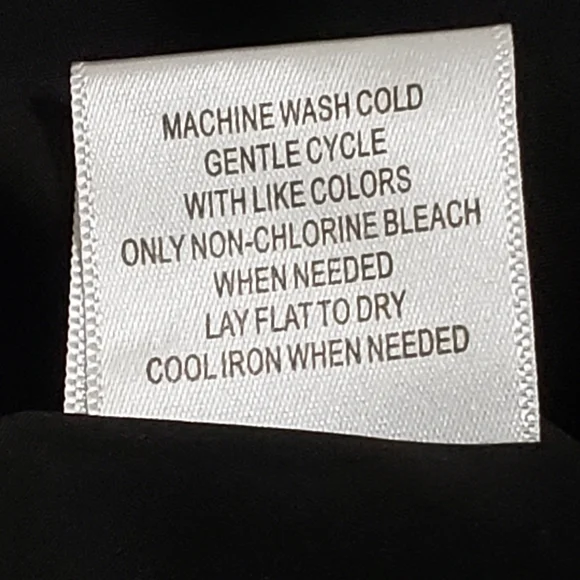 MACHINE WASH COLD
GENTLE CYCLE
WITH LIKE COLORS
ONLY NON-CHLORINE BLEACH
WHEN NEEDED
LAY FLAT TO DRY
COOL IRON WHEN NEEDED